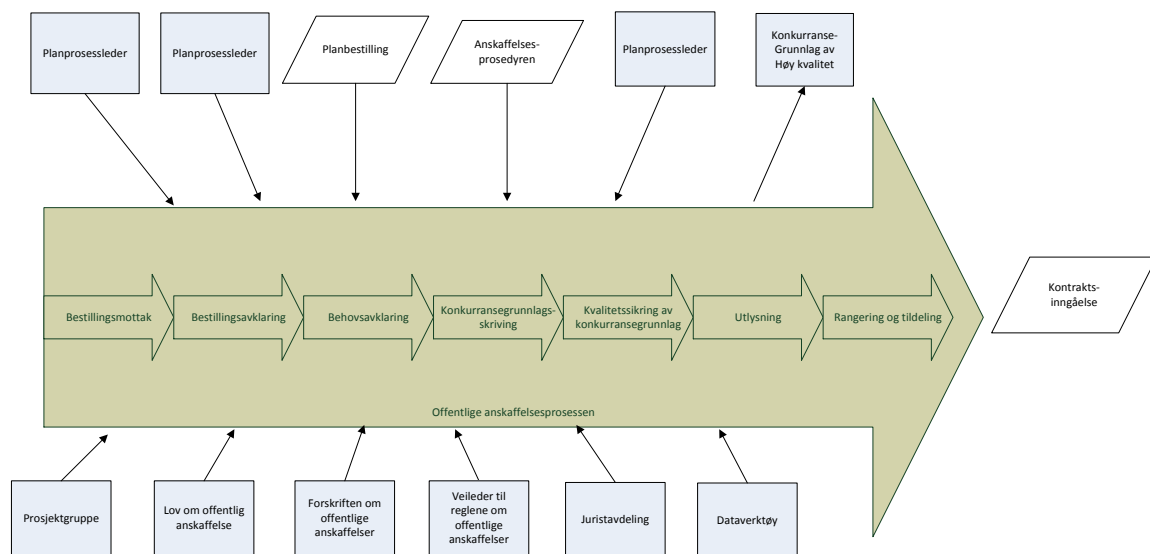 Planprosessleder
Planprosessleder
Planbestilling
Anskaffelses-
prosedyren
Planprosessleder
Konkurranse-
Grunnlag av
Høy kvalitet
Bestillingsmottak
Bestillingsavklaring
Behovsavklaring
Konkurransegrunnlags-
skriving
Kvalitetssikring av
konkurransegrunnlag
Utlysning
Rangering og tildeling
Kontrakts-
inngåelse
Offentlige anskaffelsesprosessen
Prosjektgruppe
Lov om offentlig
anskaffelse
Forskriften om
offentlige
anskaffelser
Veileder til
reglene om
offentlige
anskaffelser
Juristavdeling
Dataverktøy